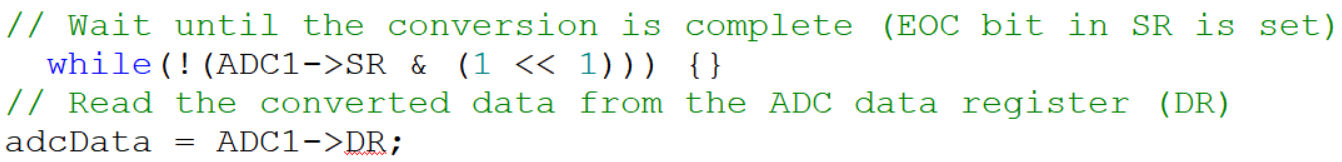 // Wait until the conversion is complete (EOC bit in SR is set)
while(!(ADC1->SR & (1 << 1))) {}
// Read the converted data from the ADC data register (DR)
adcData = ADC1->DR;